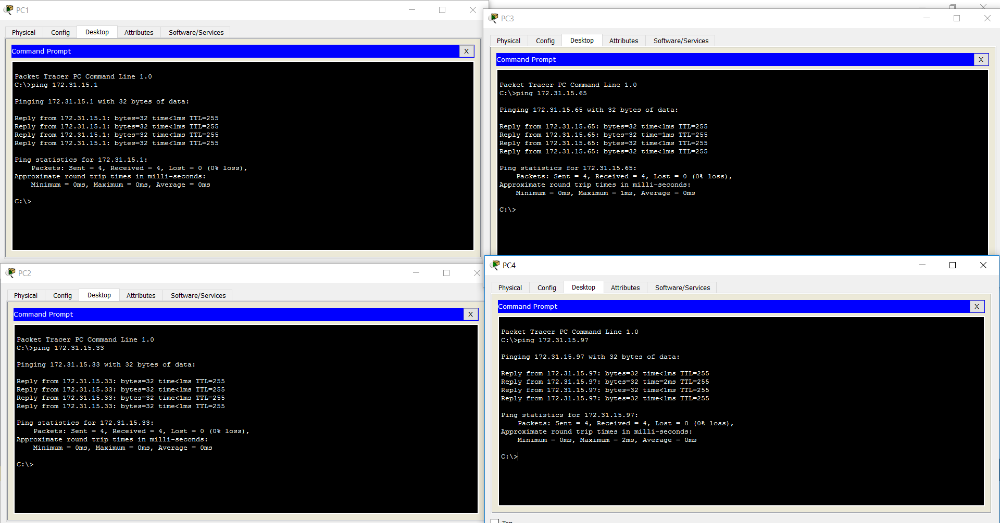 PC1
Physical Config Desktop Attributes Software/Services
Command Prompt X
Packet Tracer PC Command Line 1.0
C:\>ping 172.31.15.1
Pinging 172.31.15.1 with 32 bytes of data:
Reply from 172.31.15.1: bytes=32 time<1ms TTL=255
Reply from 172.31.15.1: bytes=32 time<1ms TTL=255
Reply from 172.31.15.1: bytes=32 time<1ms TTL=255
Reply from 172.31.15.1: bytes=32 time<1ms TTL=255
Ping statistics for 172.31.15.1:
Packets: Sent = 4, Received = 4, Lost = 0 (0% loss),
Approximate round trip times in milli-seconds:
Minimum = 0ms, Maximum = 0ms, Average = 0ms
C:\>
PC3
Physical Config Desktop Attributes Software/Services
Command Prompt X
Packet Tracer PC Command Line 1.0
C:\>ping 172.31.15.65
Pinging 172.31.15.65 with 32 bytes of data:
Reply from 172.31.15.65: bytes=32 time<1ms TTL=255
Reply from 172.31.15.65: bytes=32 time=1ms TTL=255
Reply from 172.31.15.65: bytes=32 time<1ms TTL=255
Reply from 172.31.15.65: bytes=32 time<1ms TTL=255
Ping statistics for 172.31.15.65:
Packets: Sent = 4, Received = 4, Lost = 0 (0% loss),
Approximate round trip times in milli-seconds:
Minimum = 0ms, Maximum = 1ms, Average = 0ms
C:\>
PC2
Physical Config Desktop Attributes Software/Services
Command Prompt X
Packet Tracer PC Command Line 1.0
C:\>ping 172.31.15.33
Pinging 172.31.15.33 with 32 bytes of data:
Reply from 172.31.15.33: bytes=32 time<1ms TTL=255
Reply from 172.31.15.33: bytes=32 time<1ms TTL=255
Reply from 172.31.15.33: bytes=32 time<1ms TTL=255
Reply from 172.31.15.33: bytes=32 time<1ms TTL=255
Ping statistics for 172.31.15.33:
Packets: Sent = 4, Received = 4, Lost = 0 (0% loss),
Approximate round trip times in milli-seconds:
Minimum = 0ms, Maximum = 0ms, Average = 0ms
C:\>
PC4
Physical Config Desktop Attributes Software/Services
Command Prompt X
Packet Tracer PC Command Line 1.0
C:\>ping 172.31.15.97
Pinging 172.31.15.97 with 32 bytes of data:
Reply from 172.31.15.97: bytes=32 time<1ms TTL=255
Reply from 172.31.15.97: bytes=32 time=2ms TTL=255
Reply from 172.31.15.97: bytes=32 time<1ms TTL=255
Reply from 172.31.15.97: bytes=32 time<1ms TTL=255
Ping statistics for 172.31.15.97:
Packets: Sent = 4, Received = 4, Lost = 0 (0% loss),
Approximate round trip times in milli-seconds:
Minimum = 0ms, Maximum = 2ms, Average = 0ms
C:\>